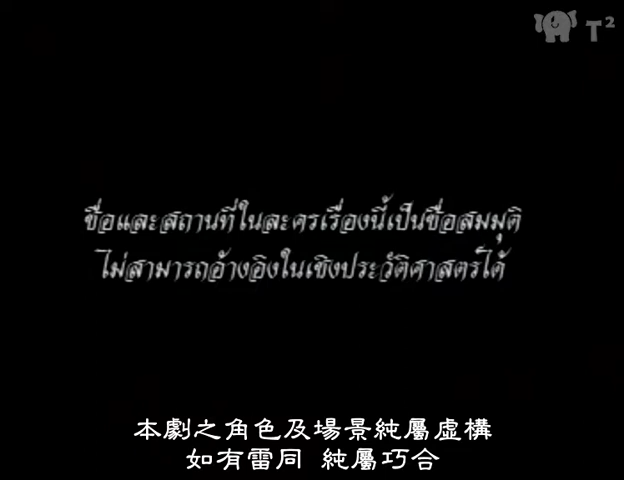 T²
ชื่อและสถานที่ในละครเรื่องนี้เป็นชื่อสมมุติ
ไม่สามารถอ้างอิงในเชิงประวัติศาสตร์ได้
本劇之角色及場景純屬虛構
如有雷同 純屬巧合